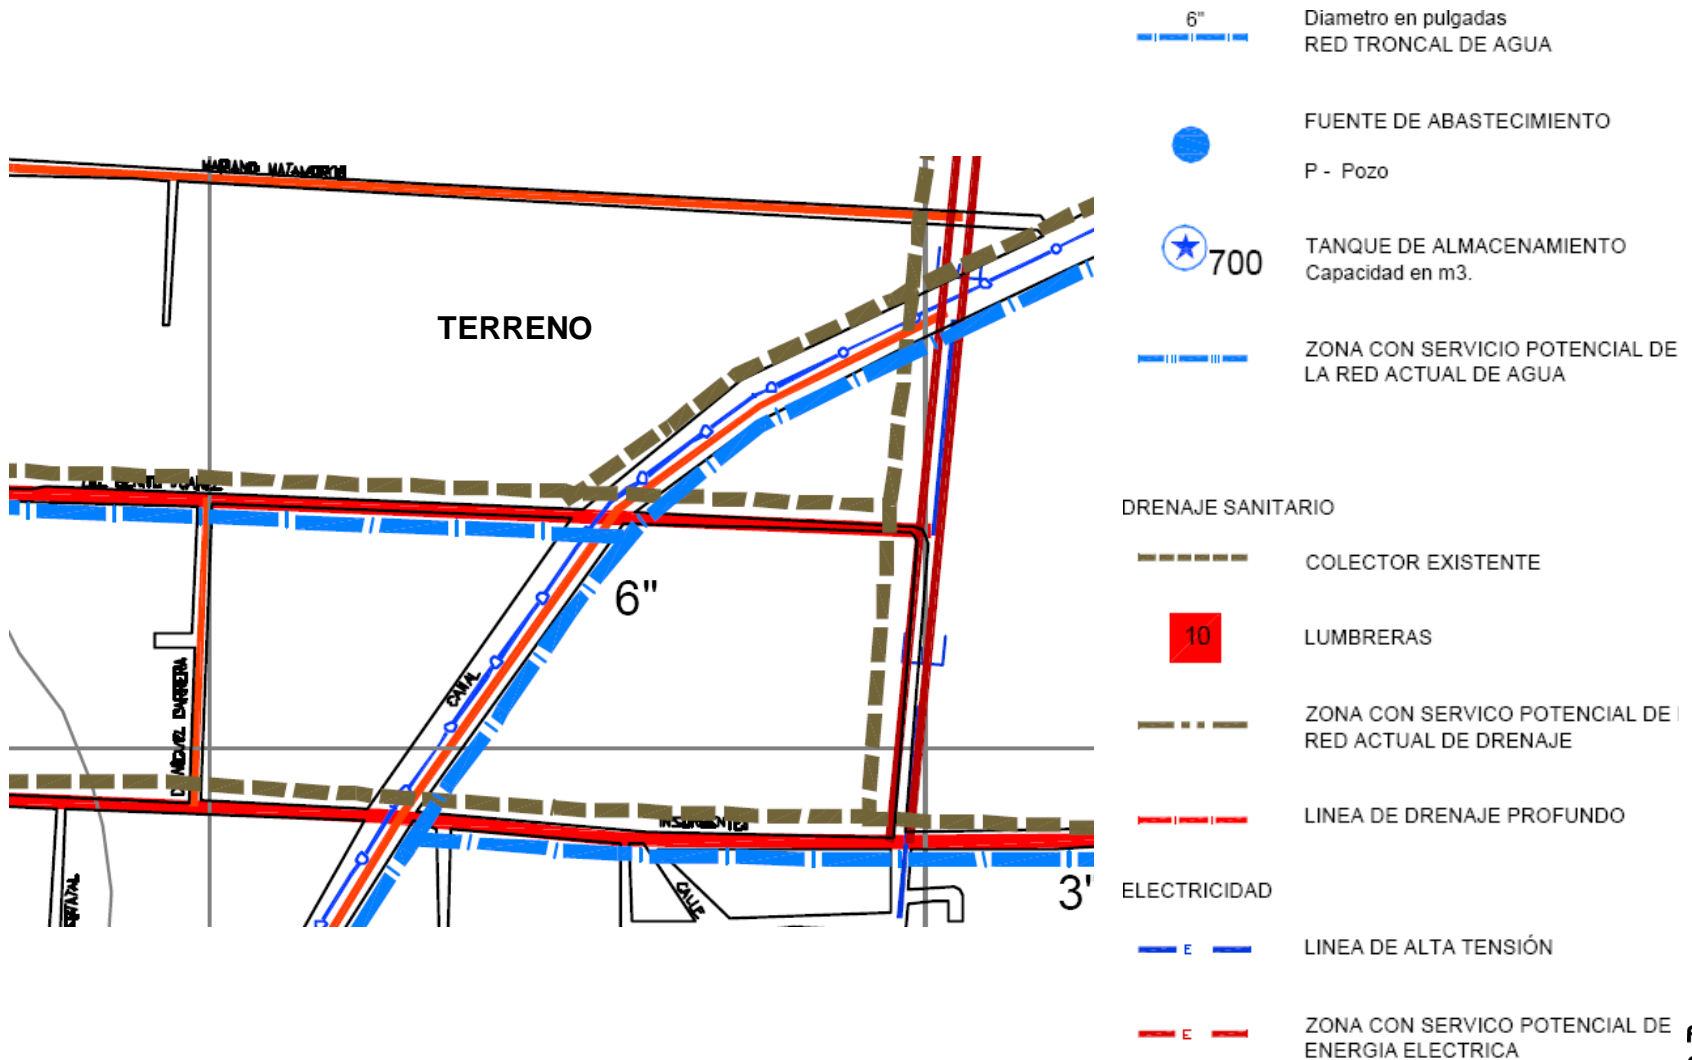 6"
Diametro en pulgadas
RED TRONCAL DE AGUA
FUENTE DE ABASTECIMIENTO
P - Pozo
700
TANQUE DE ALMACENAMIENTO
Capacidad en m3.
ZONA CON SERVICIO POTENCIAL DE
LA RED ACTUAL DE AGUA
DRENAJE SANITARIO
COLECTOR EXISTENTE
10
LUMBRERAS
ZONA CON SERVICO POTENCIAL DE
RED ACTUAL DE DRENAJE
LINEA DE DRENAJE PROFUNDO
ELECTRICIDAD
E
LINEA DE ALTA TENSIÓN
E
ZONA CON SERVICO POTENCIAL DE
ENERGIA ELECTRICA
MARIANO MATAMOROS
TERRENO
6"
CANAL
INSURGENTES
CALLE
3"